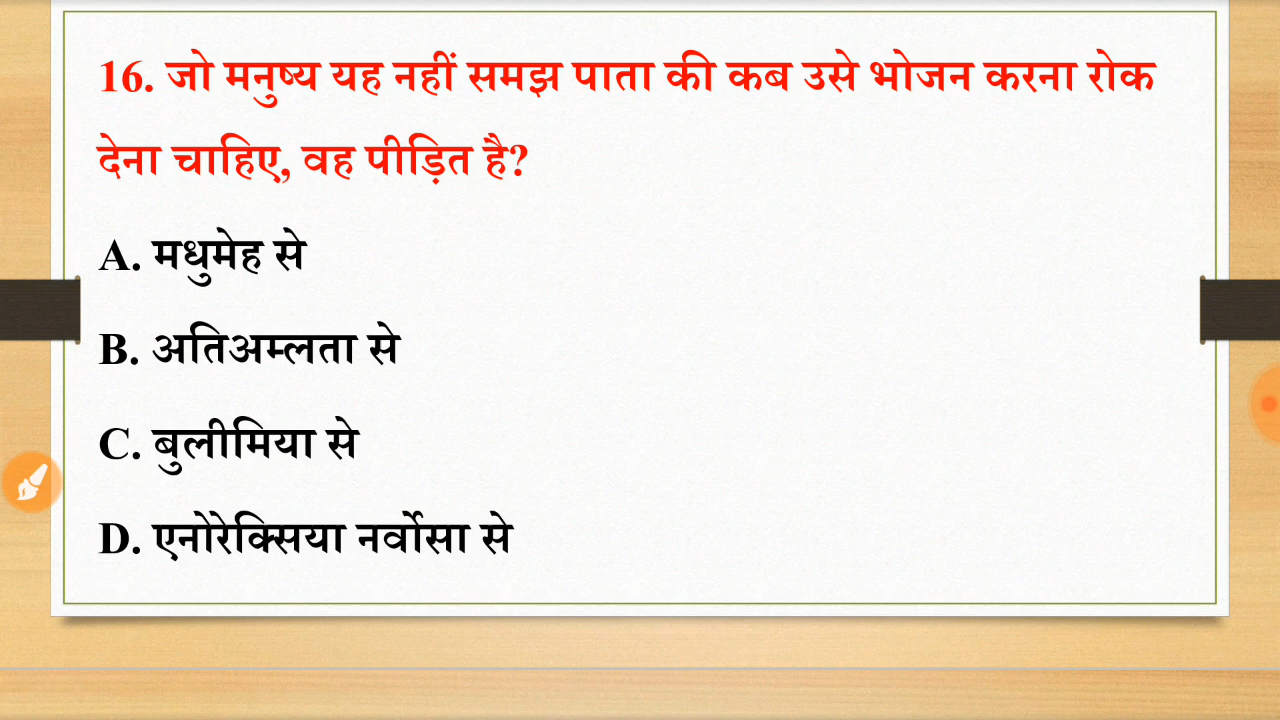 16. जो मनुष्य यह नहीं समझ पाता की कब उसे भोजन करना रोक
देना चाहिए, वह पीड़ित है?
A. मधुमेह से
B. अतिअम्लता से
C. बुलीमिया से
D. एनोरेक्सिया नर्वोसा से